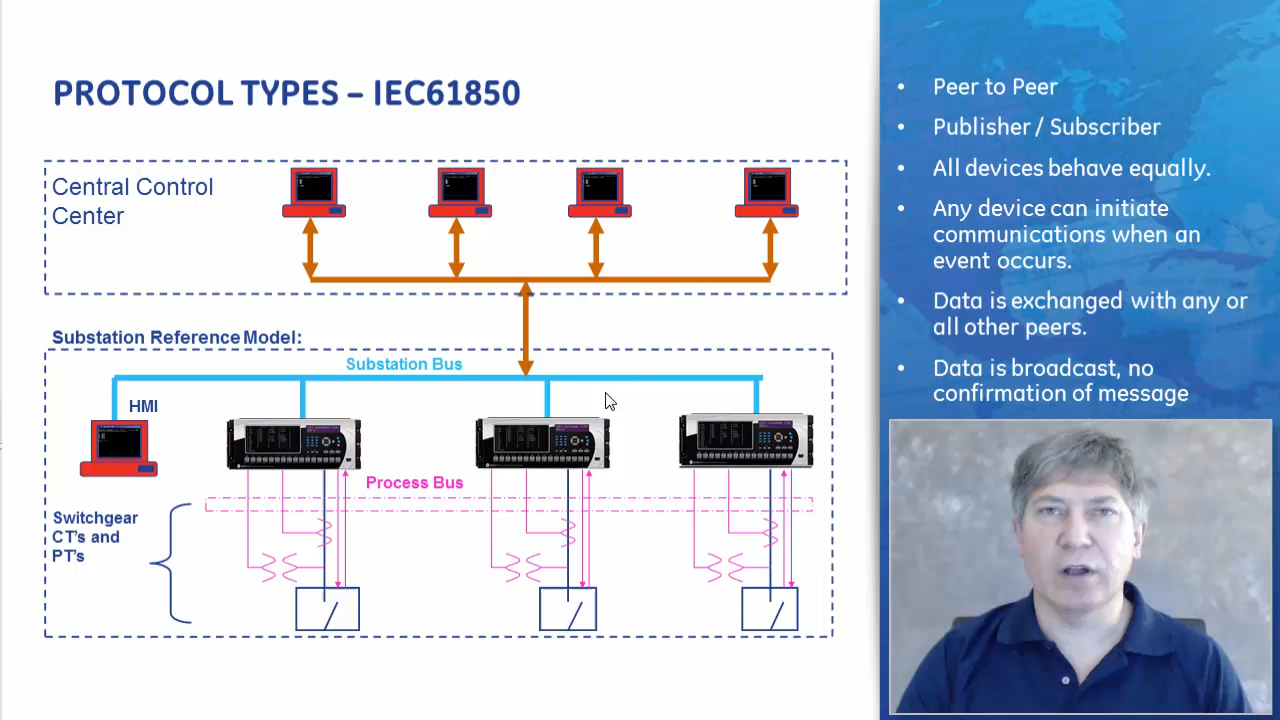 PROTOCOL TYPES – IEC61850
Central Control
Center
Substation Reference Model:
Substation Bus
HMI
Process Bus
Switchgear
CT's and
PT's
• Peer to Peer
• Publisher / Subscriber
• All devices behave equally.
• Any device can initiate
communications when an
event occurs.
• Data is exchanged with any or
all other peers.
• Data is broadcast, no
confirmation of message